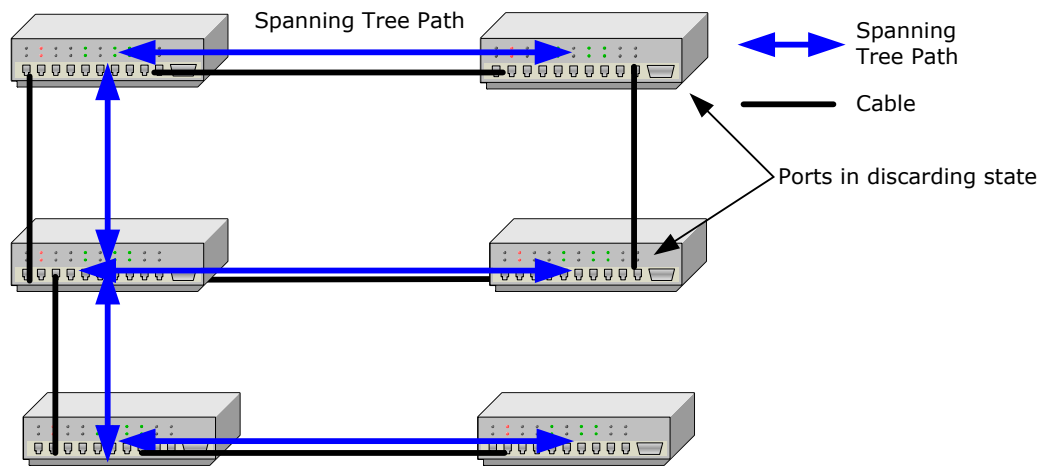 Spanning Tree Path
Spanning
Tree Path
Cable
Ports in discarding state